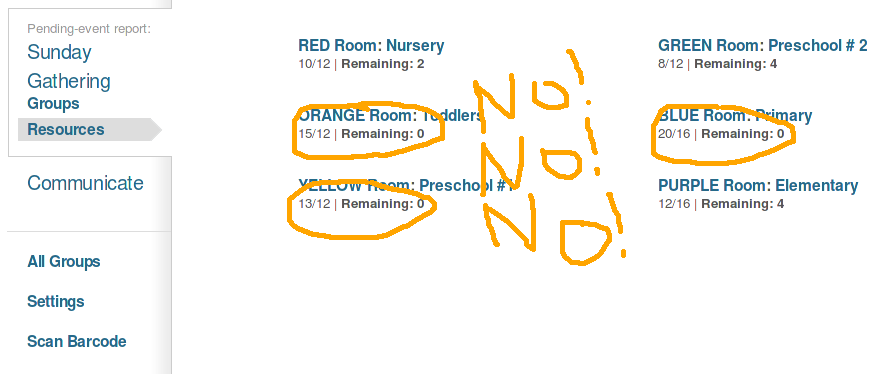 Pending-event report:
Sunday
Gathering
Groups
Resources
Communicate
All Groups
Settings
Scan Barcode
RED Room: Nursery
10/12 | Remaining: 2
ORANGE Room: Toddlers
15/12 | Remaining: 0
YELLOW Room: Preschool #1
13/12 | Remaining: 0
NO!
NO!
NO!
GREEN Room: Preschool # 2
8/12 | Remaining: 4
BLUE Room: Primary
20/16 | Remaining: 0
PURPLE Room: Elementary
12/16 | Remaining: 4